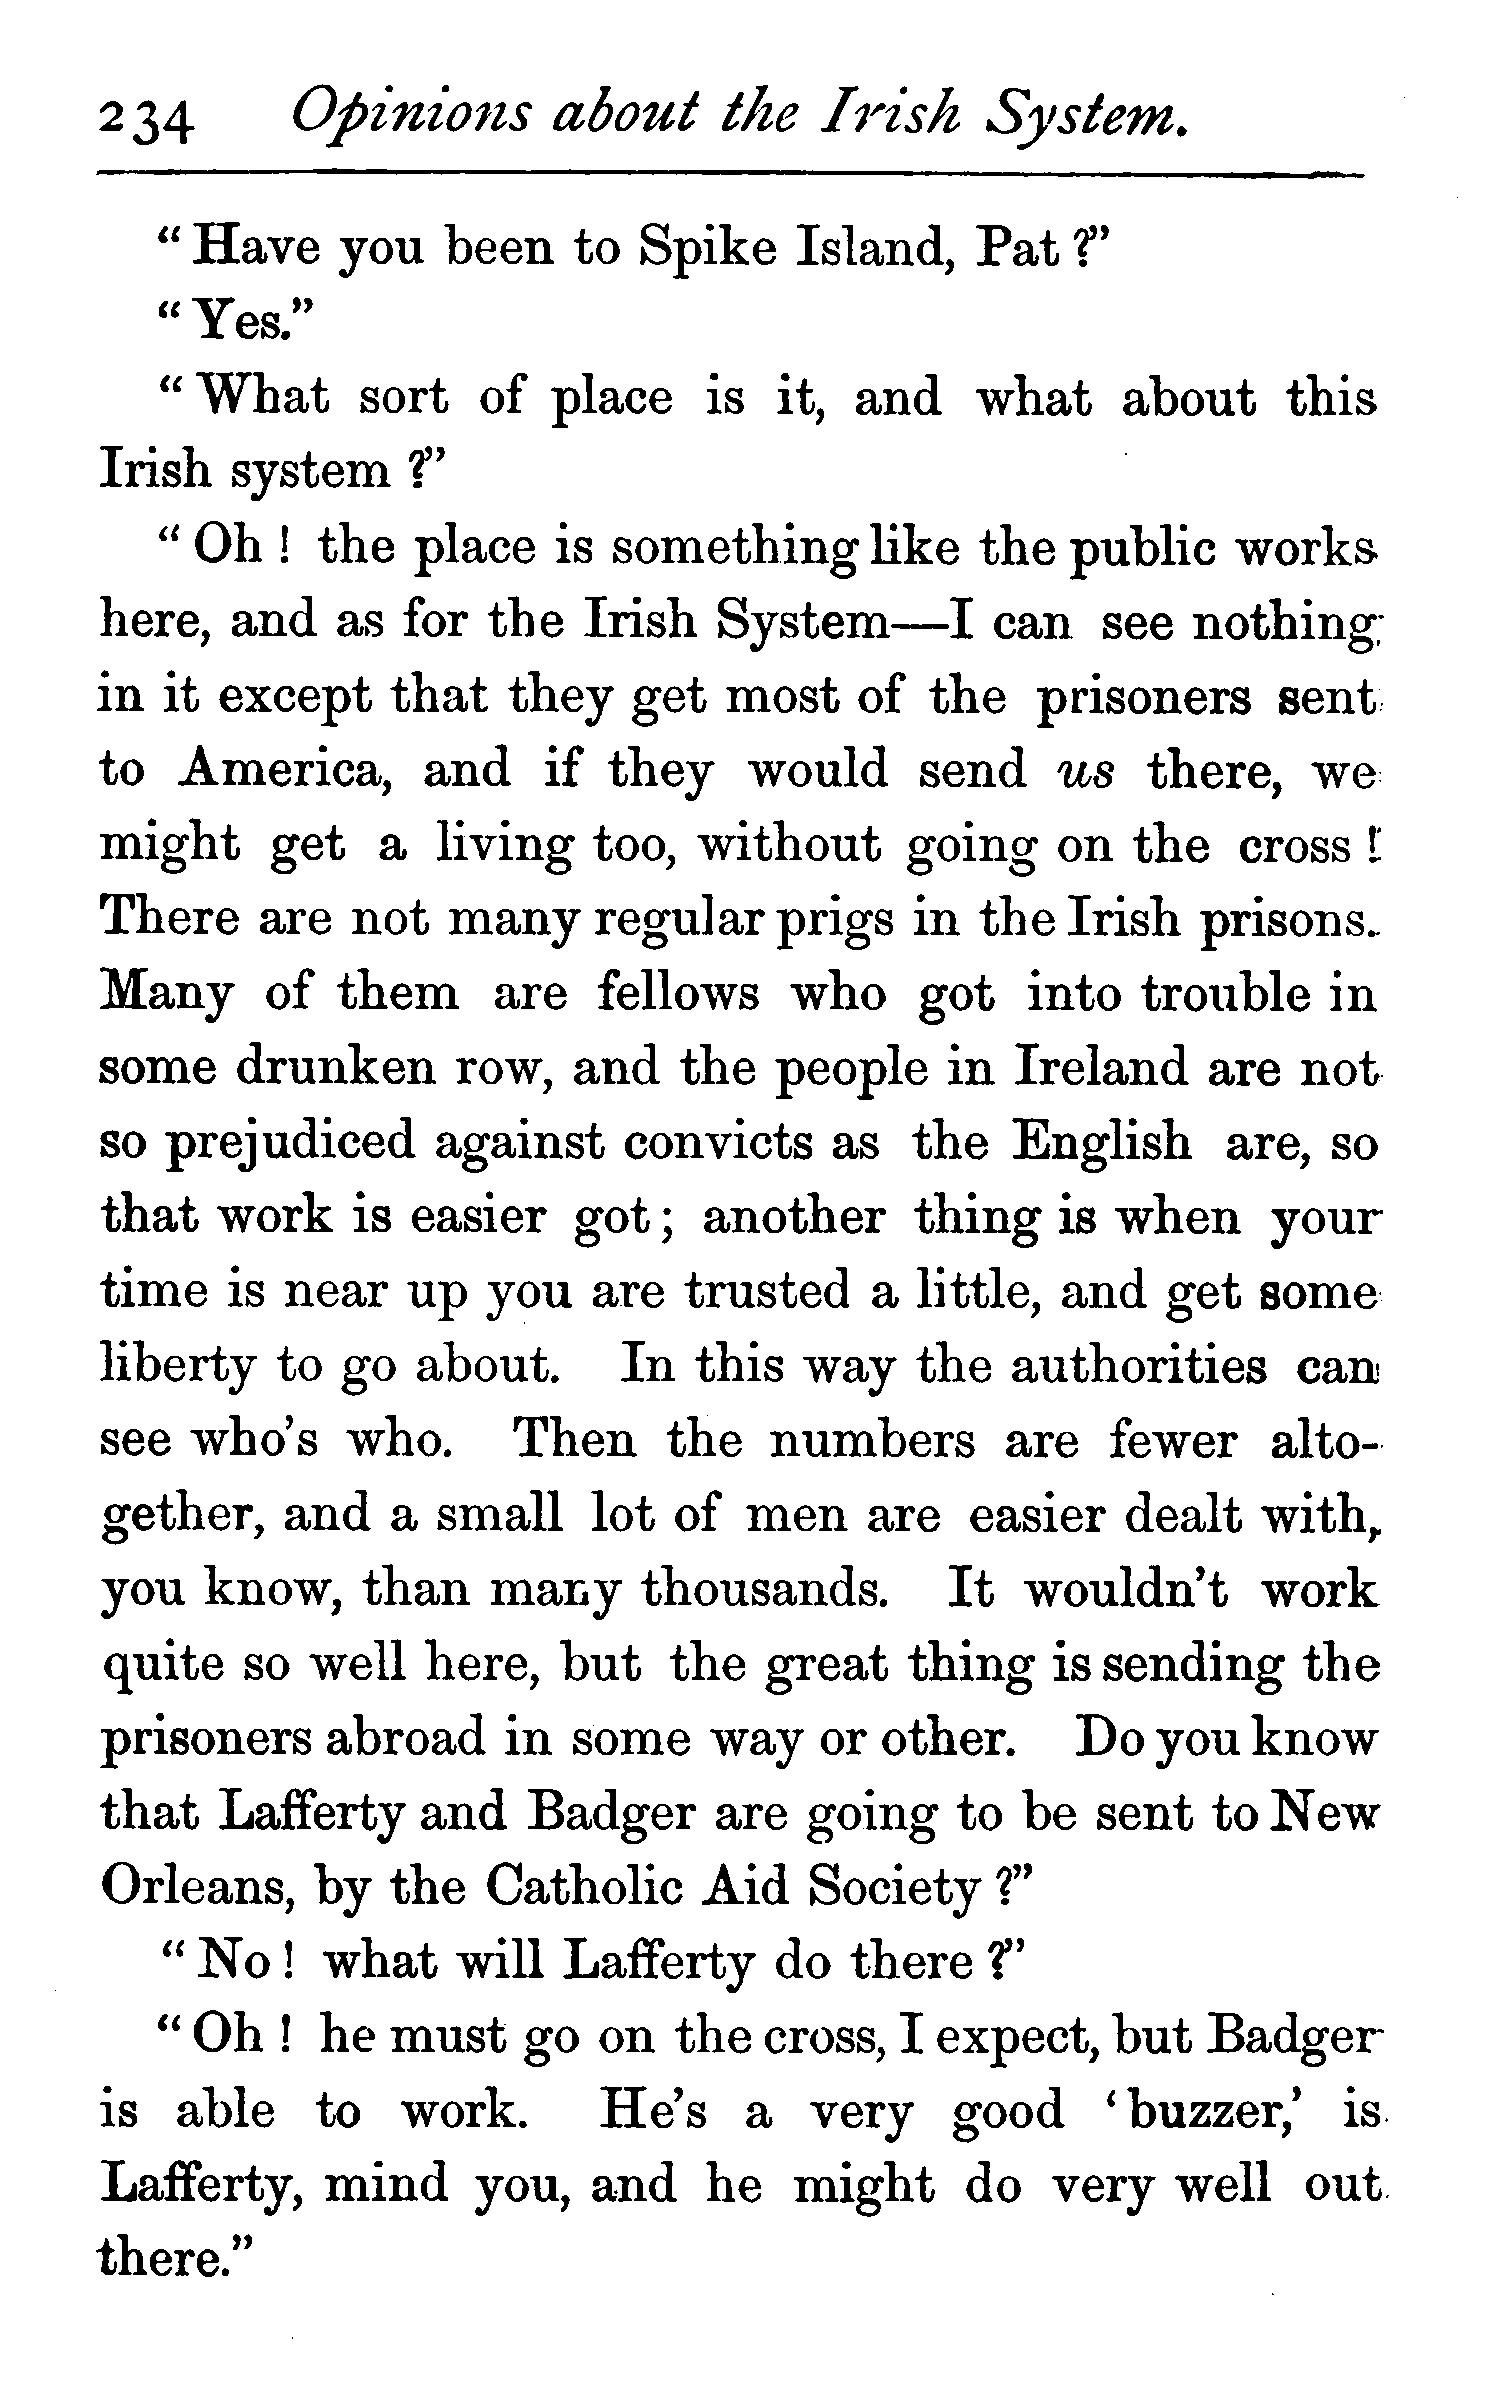 234 Opinions about the Irish System.
“ Have you been to Spike Island, Pat ?”
“ Yes.”
“ What sort of place is it, and what about this
Irish system ?”
“ Oh ! the place is something like the public works
here, and as for the Irish System—I can see nothing
in it except that they get most of the prisoners sent
to America, and if they would send us there, we
might get a living too, without going on the cross !
There are not many regular prigs in the Irish prisons.
Many of them are fellows who got into trouble in
some drunken row, and the people in Ireland are not
so prejudiced against convicts as the English are, so
that work is easier got ; another thing is when your
time is near up you are trusted a little, and get some
liberty to go about. In this way the authorities can
see who’s who. Then the numbers are fewer alto-
gether, and a small lot of men are easier dealt with,
you know, than many thousands. It wouldn’t work
quite so well here, but the great thing is sending the
prisoners abroad in some way or other. Do you know
that Lafferty and Badger are going to be sent to New
Orleans, by the Catholic Aid Society ?”
“ No ! what will Lafferty do there ?”
“ Oh ! he must go on the cross, I expect, but Badger
is able to work. He’s a very good ‘ buzzer,’ is
Lafferty, mind you, and he might do very well out
there.”